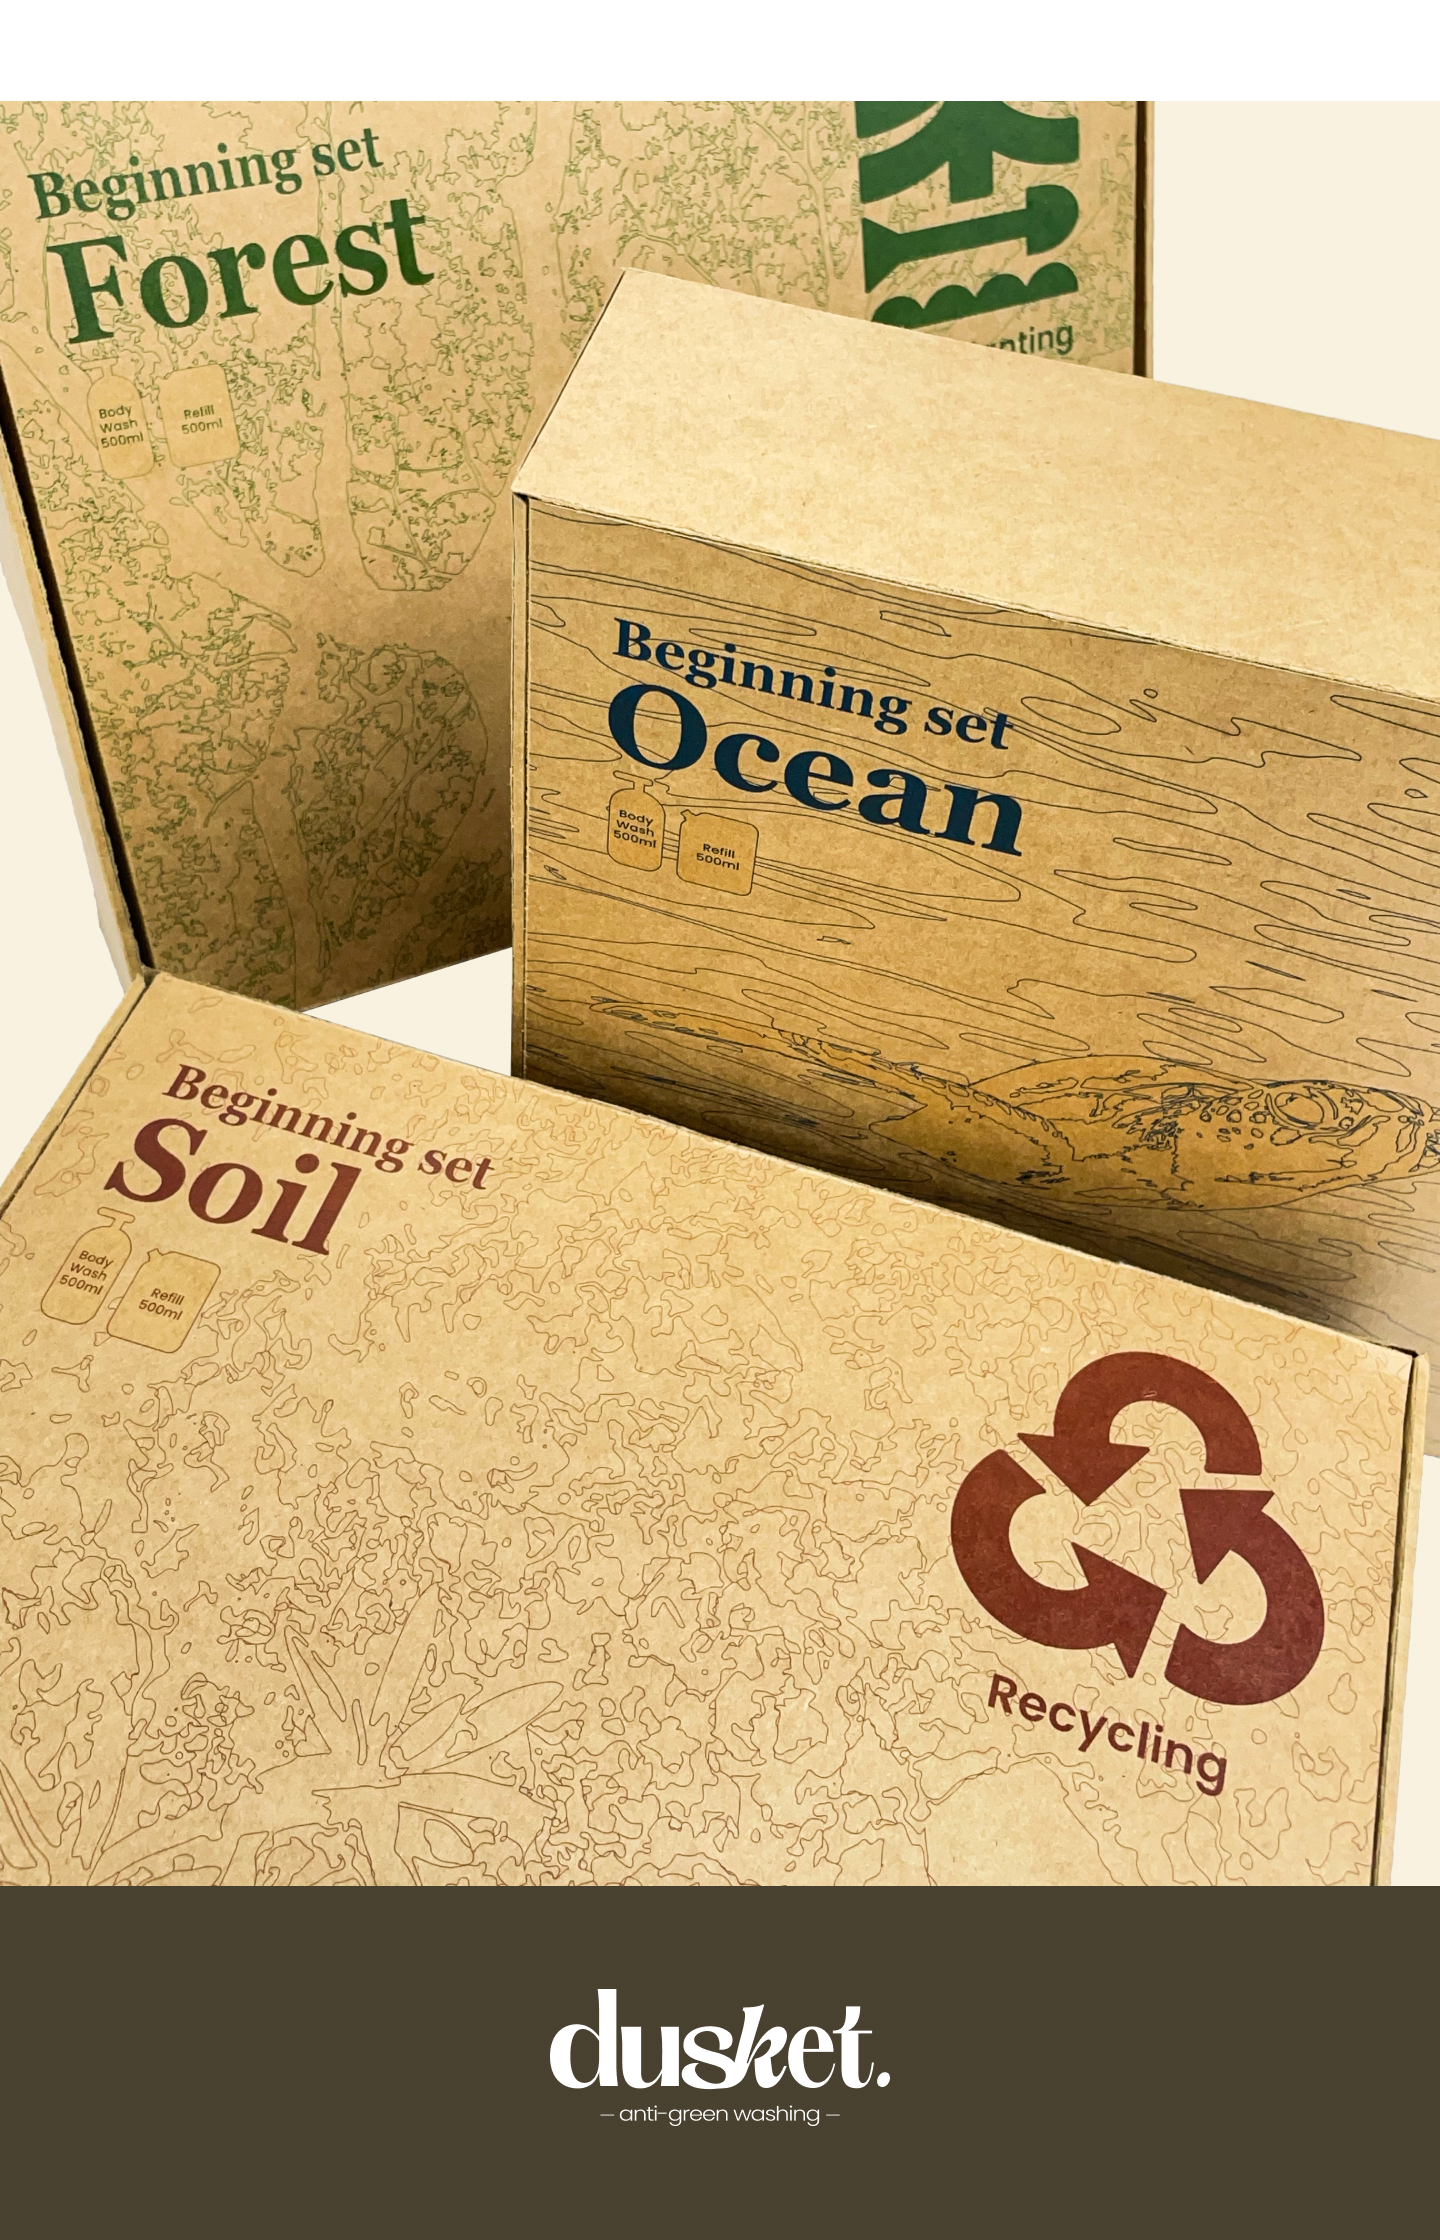 Beginning set
Forest
Body
Wash
500ml
Refill
500ml
Beginning set
Ocean
Body
Wash
500ml
Refill
500ml
Beginning set
Soil
Body
Wash
500ml
Refill
500ml
Recycling
dusket.
– anti-green washing –